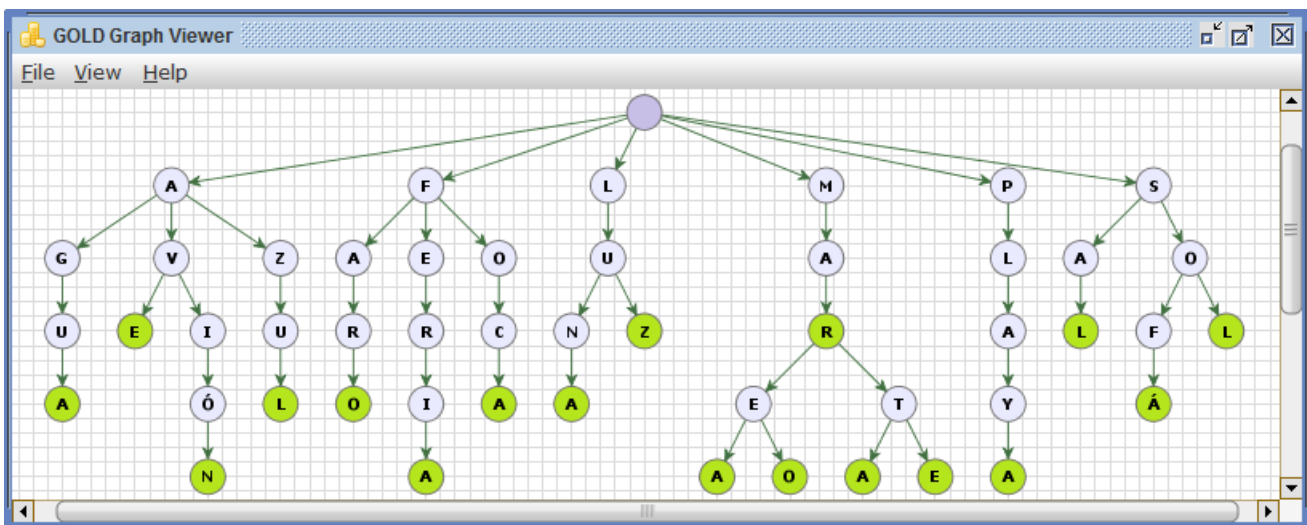 GOLD Graph Viewer
File View Help
A F L M P S
G V Z A E O U A L A O
U E I U R R C N Z R A L F L
A Ó L O I A A E T Y Á
N A A O A E A